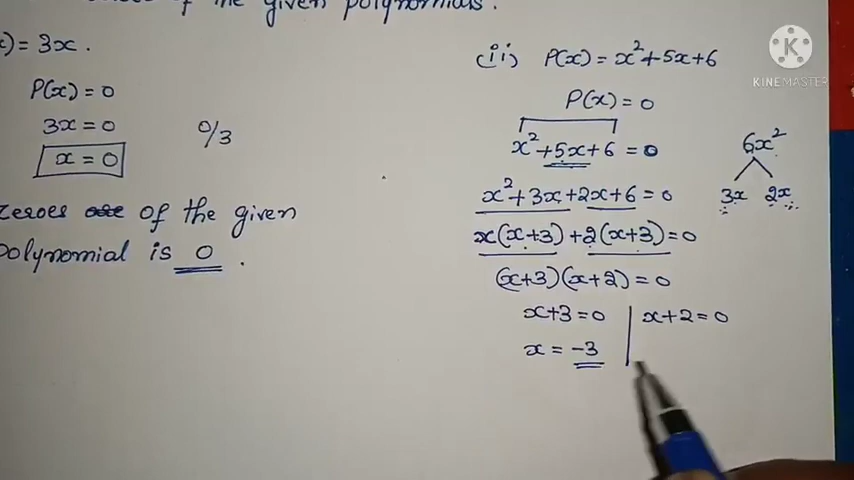 of the given polynomials.
) = 3x.
P(x) = 0
3x = 0
0/3
x = 0
zeroes of the given
polynomial is 0.
(ii) P(x) = x² + 5x + 6
P(x) = 0
x² + 5x + 6 = 0
6x²
3x 2x
x² + 3x + 2x + 6 = 0
x(x+3) + 2(x+3) = 0
(x+3)(x+2) = 0
x+3 = 0
x = -3
x+2 = 0
KINEMASTER